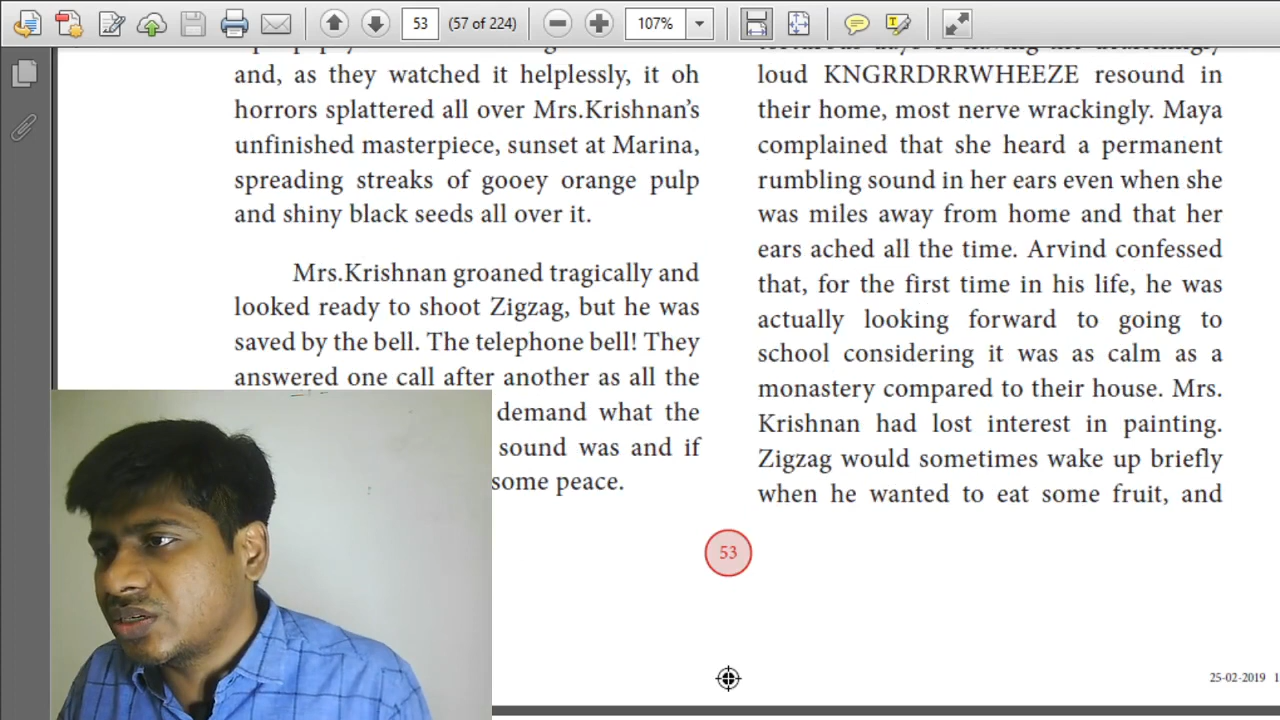 53
(57 of 224)
107%
and, as they watched it helplessly, it oh
horrors splattered all over Mrs.Krishnan’s
unfinished masterpiece, sunset at Marina,
spreading streaks of gooey orange pulp
and shiny black seeds all over it.
Mrs.Krishnan groaned tragically and
looked ready to shoot Zigzag, but he was
saved by the bell. The telephone bell! They
answered one call after another as all the
demand what the
sound was and if
some peace.
loud KNGRRDRRWHEEZE resound in
their home, most nerve wrackingly. Maya
complained that she heard a permanent
rumbling sound in her ears even when she
was miles away from home and that her
ears ached all the time. Arvind confessed
that, for the first time in his life, he was
actually looking forward to going to
school considering it was as calm as a
monastery compared to their house. Mrs.
Krishnan had lost interest in painting.
Zigzag would sometimes wake up briefly
when he wanted to eat some fruit, and
53
25-02-2019